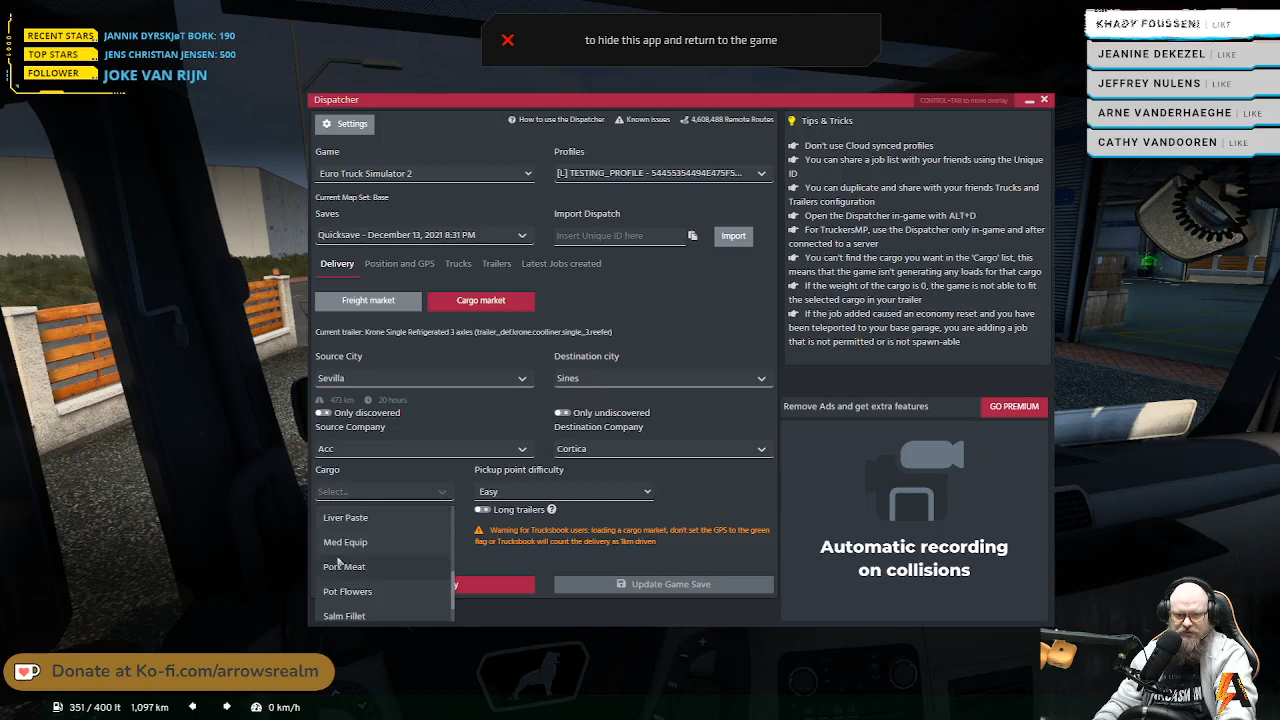 RECENT STARS JANNIK DYRSKJØT BORK: 190
TOP STARS JENS CHRISTIAN JENSEN: 500
FOLLOWER JOKE VAN RIJN
to hide this app and return to the game
KHADY FOUSSENI LIKE
JEANINE DEKEZEL LIKE
JEFFREY NULENS LIKE
ARNE VANDERHAEGHE LIKE
CATHY VANDOOREN LIKE
Dispatcher
CONTROL+TAB to move overlay
Settings
How to use the Dispatcher
Known issues
4,608,488 Remote Routes
Game
Profiles
Euro Truck Simulator 2
[L] TESTING_PROFILE - 54455354494E475F5...
Current Map Set: Base
Saves
Import Dispatch
Quicksave - December 13, 2021 8:31 PM
Insert Unique ID here
Import
Delivery
Position and GPS
Trucks
Trailers
Latest Jobs created
Freight market
Cargo market
Current trailer: Krone Single Refrigerated 3 axles (trailer_def.krone.coolliner.single_3.reefer)
Source City
Destination city
Sevilla
Sines
473 km
20 hours
Only discovered
Only undiscovered
Source Company
Destination Company
Acc
Cortica
Cargo
Pickup point difficulty
Select...
Easy
Long trailers
Liver Paste
Med Equip
Pork Meat
Pot Flowers
Salm Fillet
Warning for Trucksbook users: loading a cargo market, don't set the GPS to the green
flag or Trucksbook will count the delivery as 1km driven
y
Update Game Save
Tips & Tricks
Don't use Cloud synced profiles
You can share a job list with your friends using the Unique
ID
You can duplicate and share with your friends Trucks and
Trailers configuration
Open the Dispatcher in-game with ALT+D
For TruckersMP, use the Dispatcher only in-game and after
connected to a server
You can't find the cargo you want in the 'Cargo' list, this
means that the game isn't generating any loads for that cargo
If the weight of the cargo is 0, the game is not able to fit
the selected cargo in your trailer
If the job added caused an economy reset and you have
been teleported to your base garage, you are adding a job
that is not permitted or is not spawn-able
Remove Ads and get extra features
GO PREMIUM
Automatic recording
on collisions
Donate at Ko-fi.com/arrowsrealm
351 / 400 lt
1,097 km
0 km/h